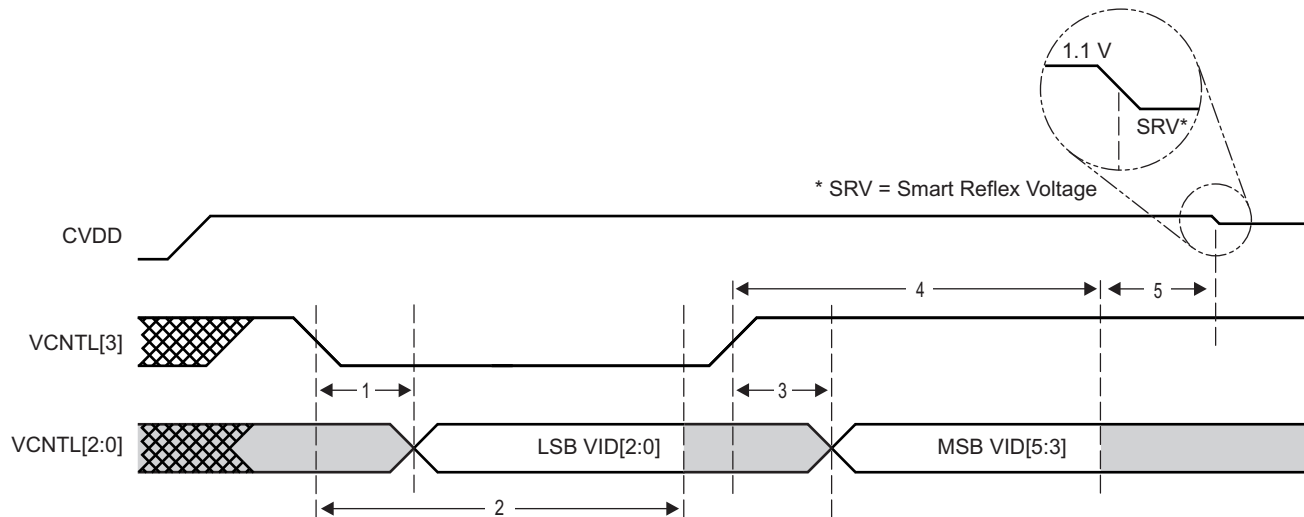 1.1 V
SRV*
* SRV = Smart Reflex Voltage
CVDD
4
5
VCNTL[3]
1
3
VCNTL[2:0]
LSB VID[2:0]
MSB VID[5:3]
2